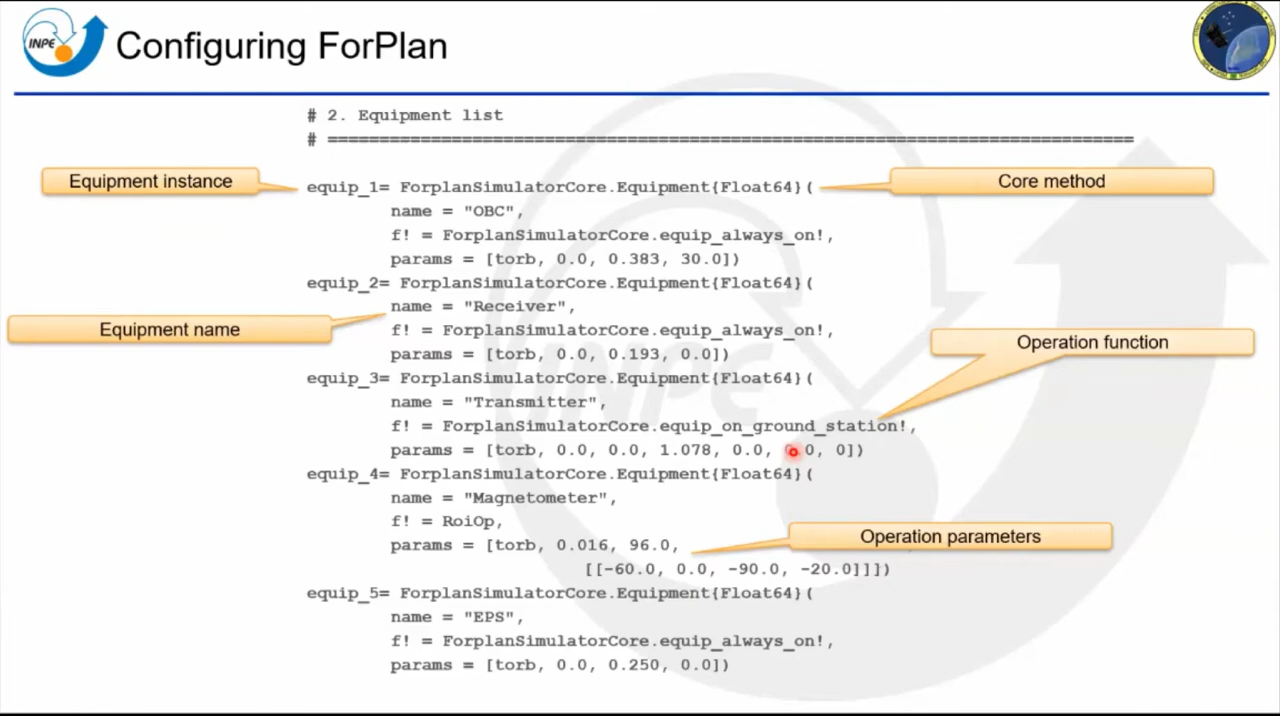 INPE
Configuring ForPlan
# 2. Equipment list
# ==============================================================================
Equipment instance
equip_1= ForplanSimulatorCore.Equipment{Float64}(
Core method
name = "OBC",
f! = ForplanSimulatorCore.equip_always_on!,
params = [torb, 0.0, 0.383, 30.0])
equip_2= ForplanSimulatorCore.Equipment{Float64}(
name = "Receiver",
Equipment name
f! = ForplanSimulatorCore.equip_always_on!,
Operation function
params = [torb, 0.0, 0.193, 0.0])
equip_3= ForplanSimulatorCore.Equipment{Float64}(
name = "Transmitter",
f! = ForplanSimulatorCore.equip_on_ground_station!,
params = [torb, 0.0, 0.0, 1.078, 0.0, 0.0, 0])
equip_4= ForplanSimulatorCore.Equipment{Float64}(
name = "Magnetometer",
f! = RoiOp,
Operation parameters
params = [torb, 0.016, 96.0,
[[-60.0, 0.0, -90.0, -20.0]]])
equip_5= ForplanSimulatorCore.Equipment{Float64}(
name = "EPS",
f! = ForplanSimulatorCore.equip_always_on!,
params = [torb, 0.0, 0.250, 0.0])
INPE